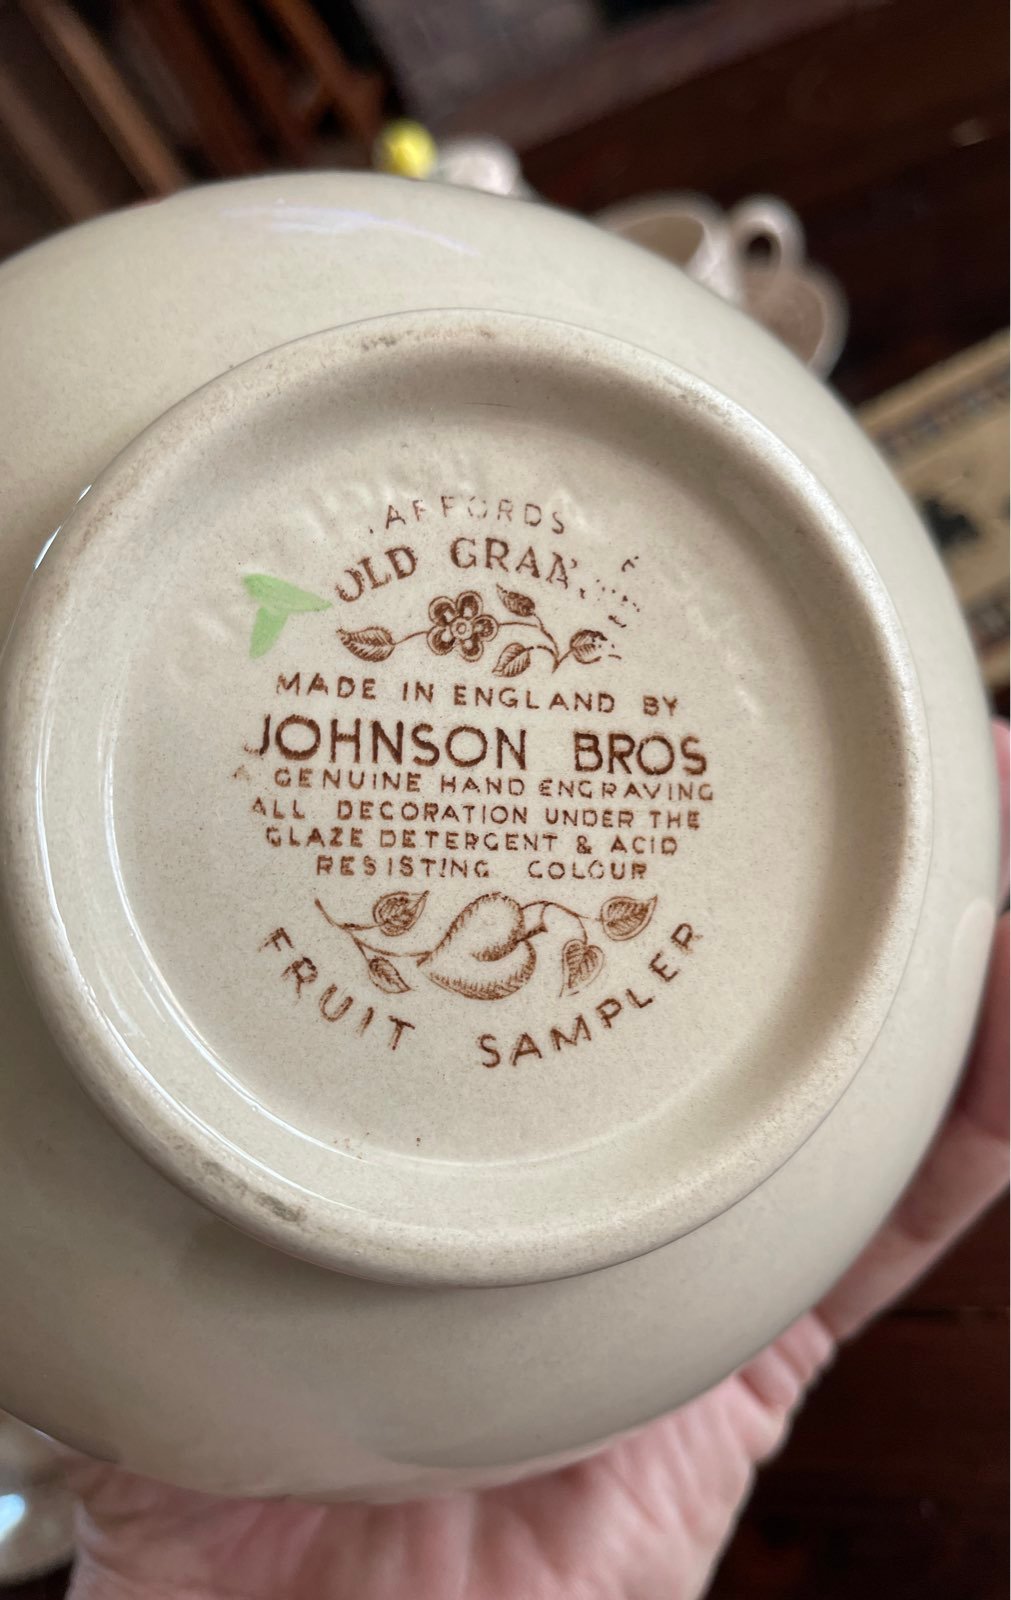 AFFORDS
OLD
MADE IN ENGLAND BY
JOHNSON BROS
A GENUINE HAND ENGRAVING
ALL DECORATION UNDER THE
GLAZE DETERGENT & ACID
RESISTING COLOUR
FRUIT SAMPLER